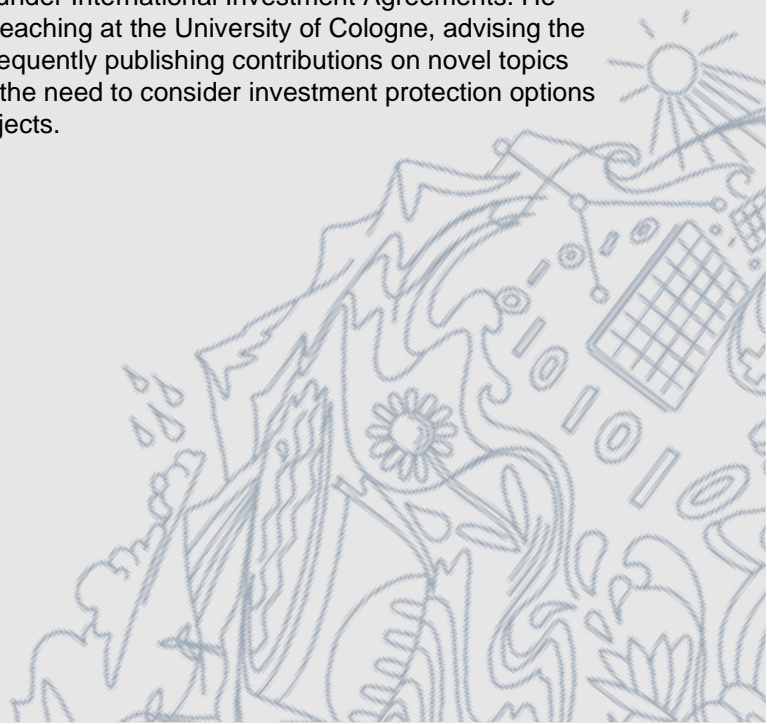 under International Investment Agreements. He
eaching at the University of Cologne, advising the
equently publishing contributions on novel topics
the need to consider investment protection options
jects.